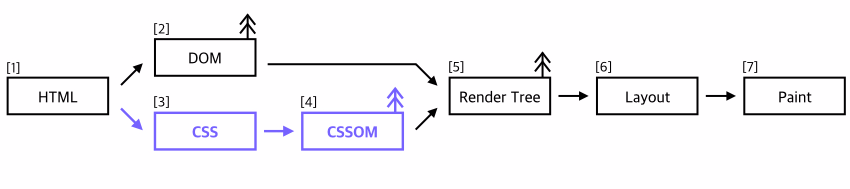 [1]
HTML
[2]
DOM
[3]
CSS
[4]
CSSOM
[5]
Render Tree
[6]
Layout
[7]
Paint